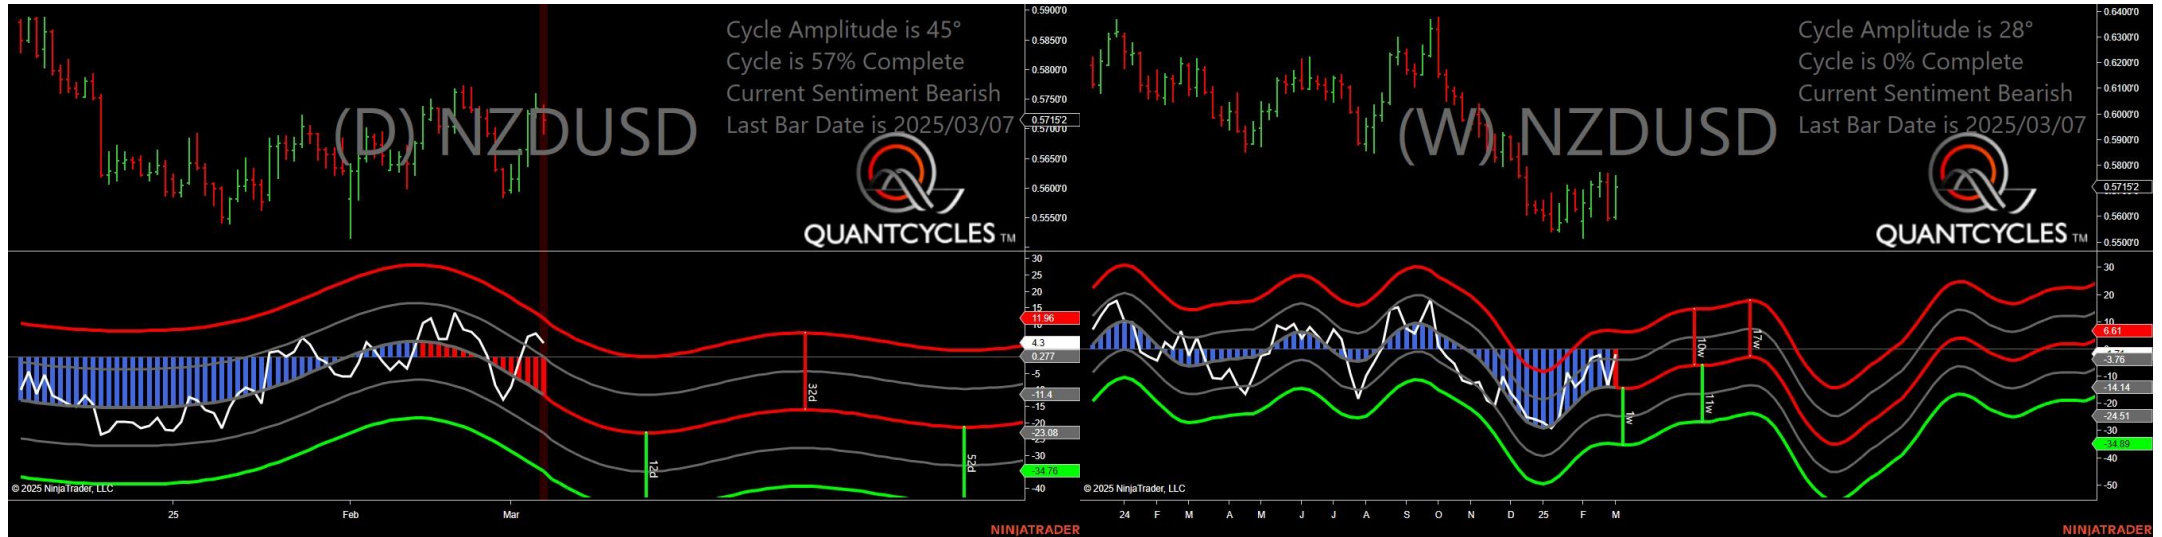 Cycle Amplitude is 45°
Cycle is 57% Complete
Current Sentiment Bearish
Last Bar Date is 2025/03/07
(D) NZDUSD
QUANTCYCLES TM
0.5900'0
0.5850'0
0.5800'0
0.5750'0
0.5715'2
0.5700'0
0.5650'0
0.5600'0
0.5550'0
30
25
20
15
11.96
4.3
0.277
-5
-11.4
-15
-20
-23.08
-30
-34.76
-40
12d
32d
52d
© 2025 NinjaTrader, LLC
25
Feb
Mar
NINJATRADER
Cycle Amplitude is 28°
Cycle is 0% Complete
Current Sentiment Bearish
Last Bar Date is 2025/03/07
(W) NZDUSD
QUANTCYCLES TM
0.6400'0
0.6300'0
0.6200'0
0.6100'0
0.6000'0
0.5900'0
0.5800'0
0.5715'2
0.5600'0
0.5500'0
30
20
10
6.61
-3.76
-10
-14.14
-20
-24.51
-30
-34.89
-40
-50
1w
10w
11w
17w
© 2025 NinjaTrader, LLC
24 F M A M J J A S O N D 25 F M
NINJATRADER